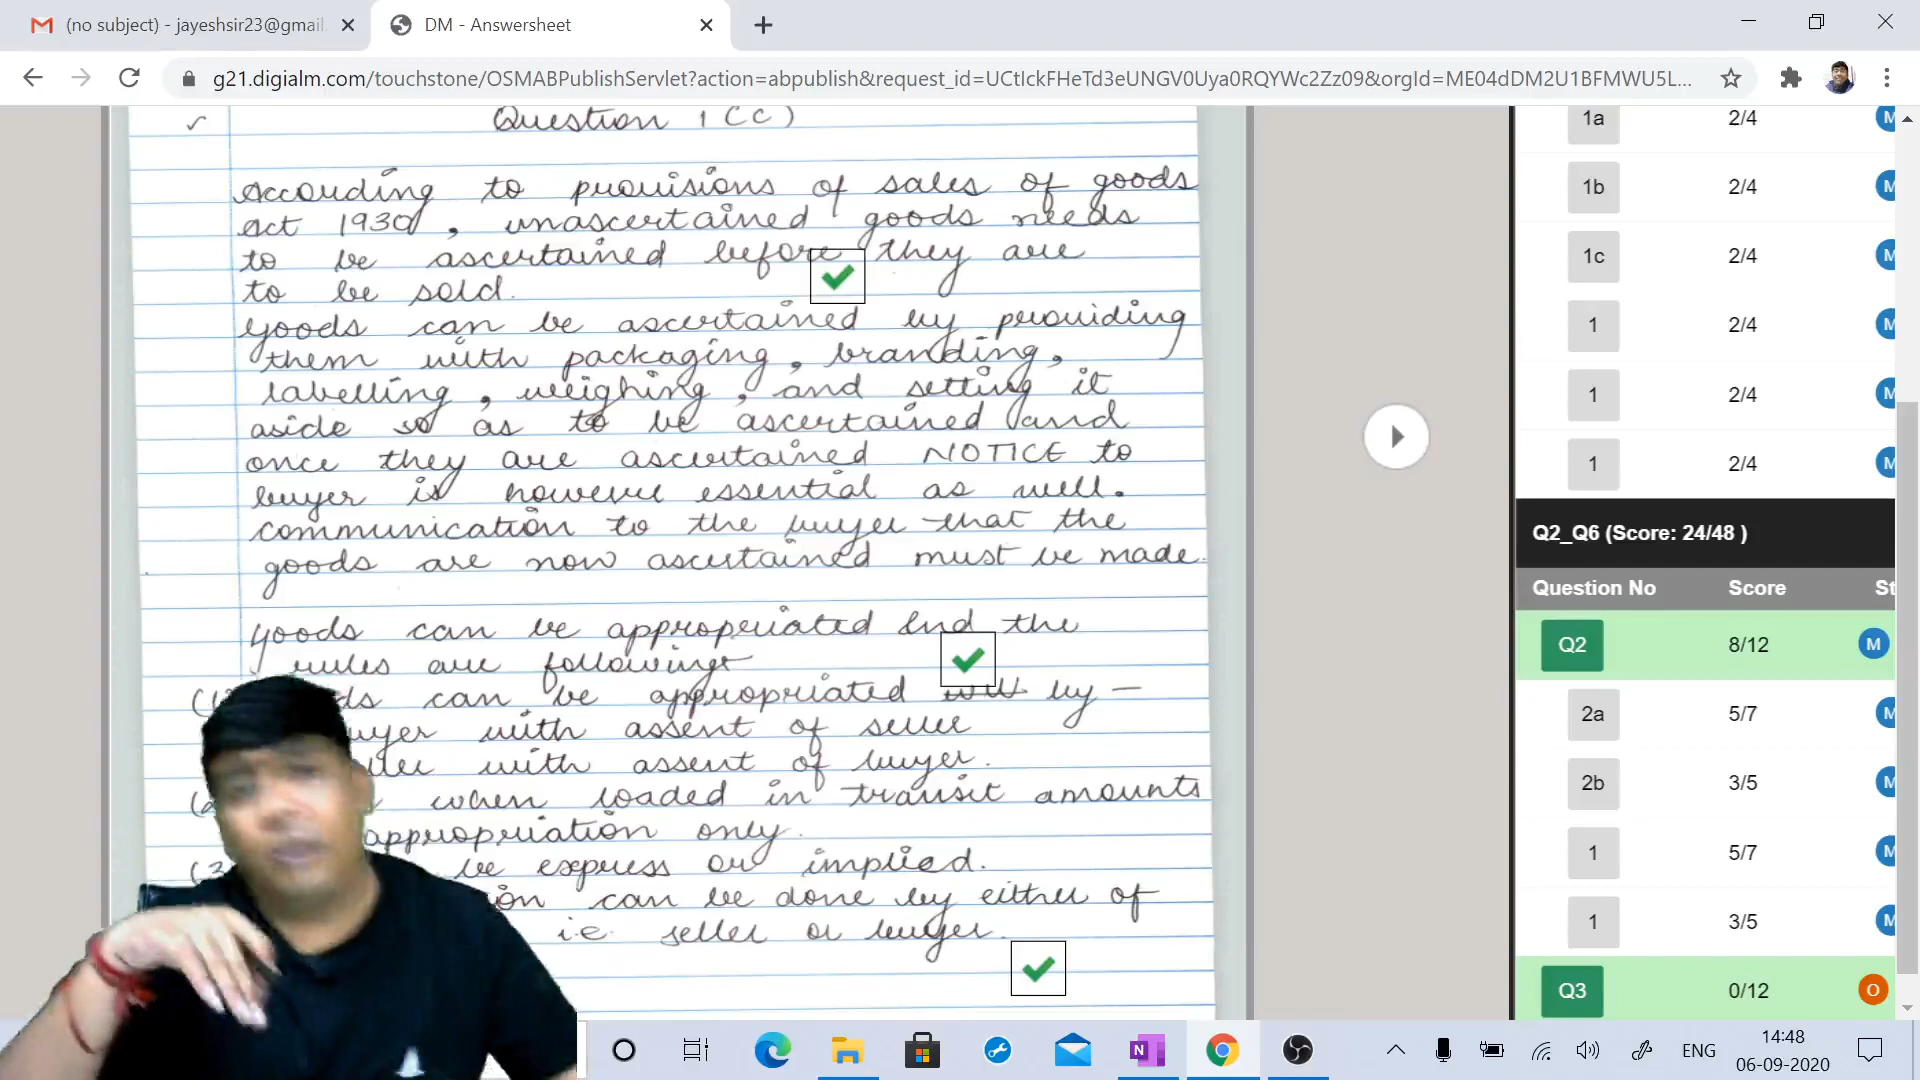 (no subject) - jayeshsir23@gmail.
DM - Answersheet
g21.digialm.com/touchstone/OSMABPublishServlet?action=abpublish&request_id=UCtIckFHeTd3eUNGV0Uya0RQYWc2Zz09&orgId=ME04dDM2U1BFMWU5L...
Question 1 (c)
According to provisions of sales of goods
Act 1930, unascertained goods needs
to be ascertained before they are
to be sold.
Goods can be ascertained by providing
them with packaging, branding,
labelling, weighing, and setting it
aside so as to be ascertained and
once they are ascertained NOTICE to
buyer is however essential as well.
communication to the buyer that the
goods are now ascertained must be made.
Goods can be appropriated and the
rules are following
can be appropriated by -
with assent of seller
with assent of buyer.
when loaded in transit amounts
appropriation only.
be express or implied.
can be done by either of
i.e. seller or buyer.
1a 2/4 M
1b 2/4 M
1c 2/4 M
1 2/4 M
1 2/4 M
1 2/4 M
Q2_Q6 (Score: 24/48 )
Question No Score St
Q2 8/12 M
2a 5/7 M
2b 3/5 M
1 5/7 M
1 3/5 M
Q3 0/12 O
N
ENG
14:48
06-09-2020